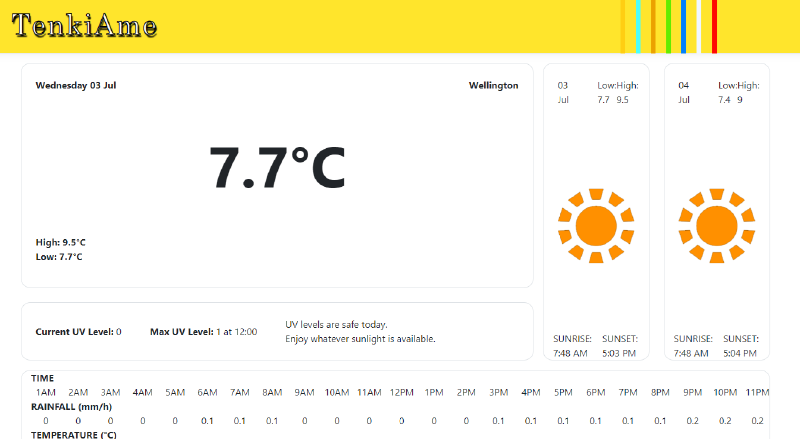 TenkiAme
Wednesday 03 Jul Wellington
7.7°C
High: 9.5°C
Low: 7.7°C
03 Low:High:
Jul 7.7 9.5
SUNRISE: SUNSET:
7:48 AM 5:03 PM
04 Low:High:
Jul 7.4 9
SUNRISE: SUNSET:
7:48 AM 5:04 PM
Current UV Level: 0 Max UV Level: 1 at 12:00
UV levels are safe today.
Enjoy whatever sunlight is available.
TIME
1AM 2AM 3AM 4AM 5AM 6AM 7AM 8AM 9AM 10AM 11AM 12PM 1PM 2PM 3PM 4PM 5PM 6PM 7PM 8PM 9PM 10PM 11PM
RAINFALL (mm/h)
0 0 0 0 0 0.1 0.1 0.1 0 0 0 0 0 0 0.1 0.1 0.1 0.1 0.1 0.1 0.2 0.2 0.2
TEMPERATURE (°C)